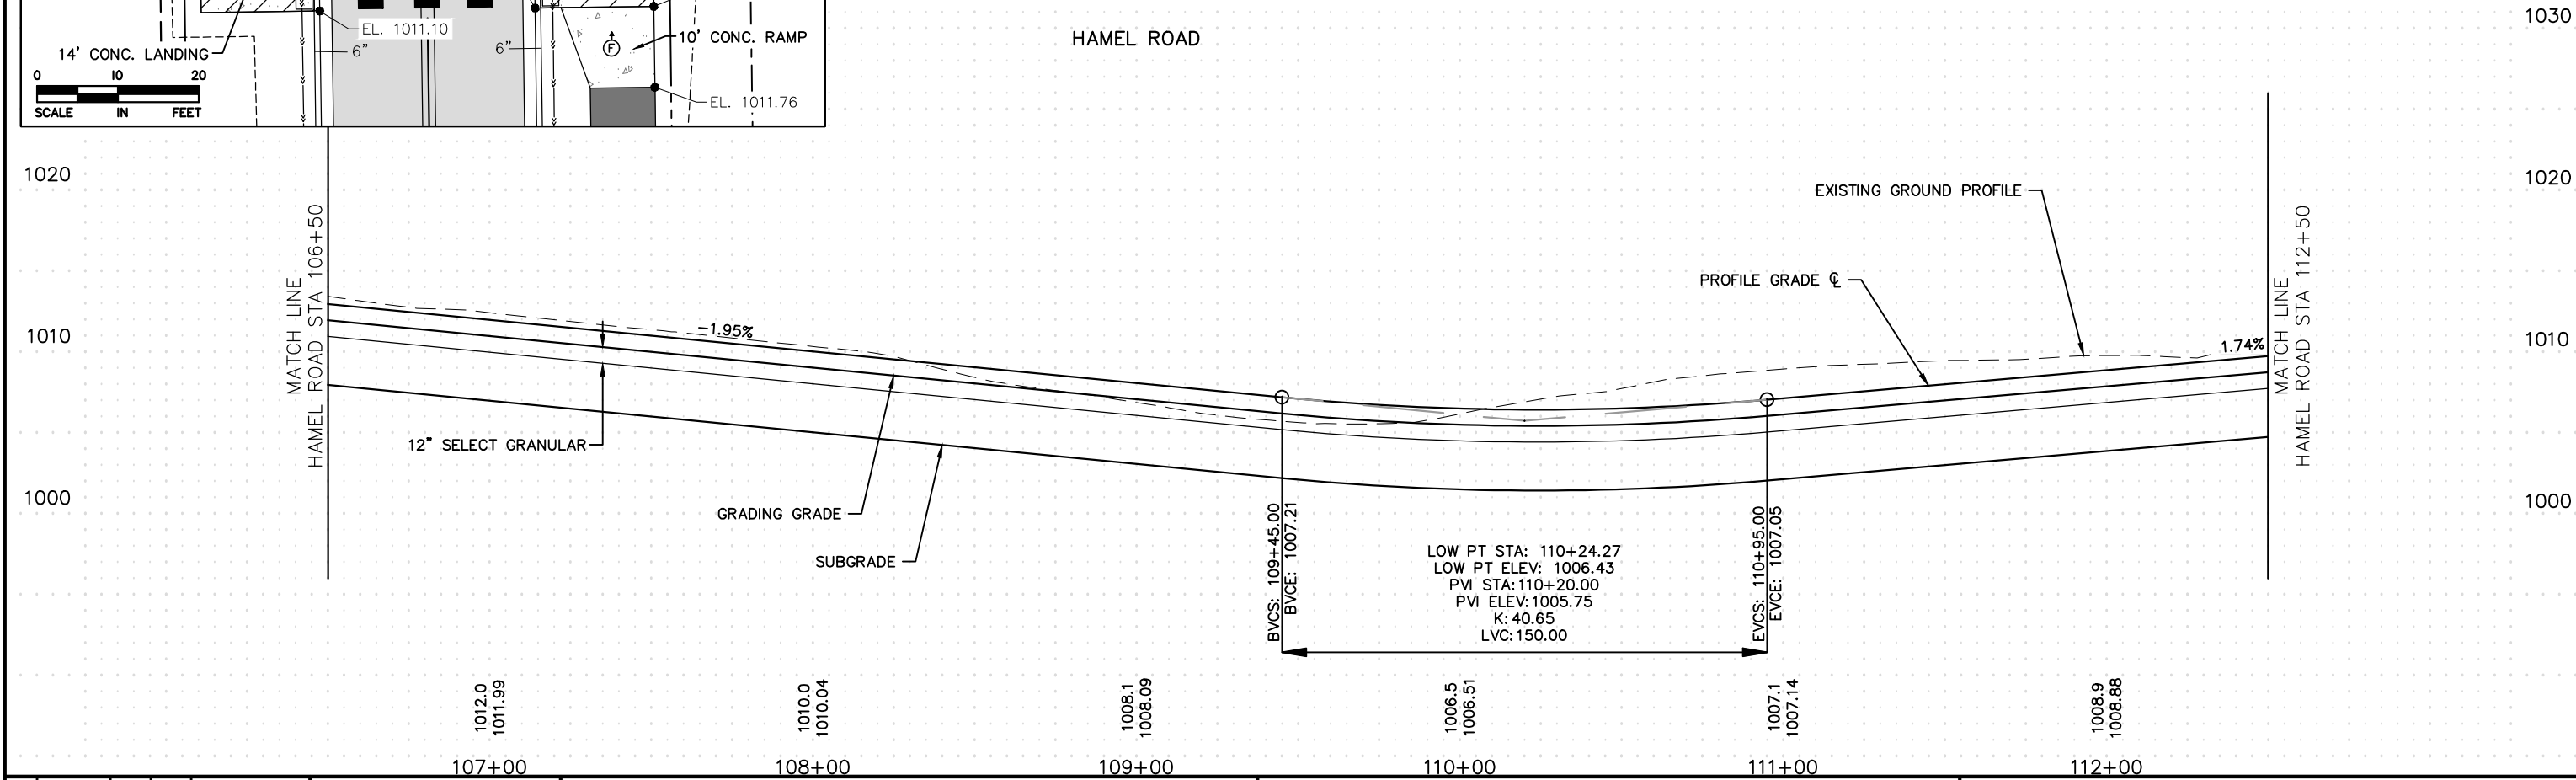 EL. 1011.10
6"
6"
10' CONC. RAMP
14' CONC. LANDING
F
0 10 20
SCALE IN FEET
EL. 1011.76
HAMEL ROAD
1030
1020
1020
1010
1010
1000
1000
MATCH LINE
HAMEL ROAD STA 106+50
-1.95%
12" SELECT GRANULAR
GRADING GRADE
SUBGRADE
EXISTING GROUND PROFILE
PROFILE GRADE ℄
1.74%
MATCH LINE
HAMEL ROAD STA 112+50
BVCS: 109+45.00
BVCE: 1007.21
LOW PT STA: 110+24.27
LOW PT ELEV: 1006.43
PVI STA:110+20.00
PVI ELEV:1005.75
K:40.65
LVC:150.00
EVCS: 110+95.00
EVCE: 1007.05
1012.0
1011.99
1010.0
1010.04
1008.1
1008.09
1006.5
1006.51
1007.1
1007.14
1008.9
1008.88
107+00 108+00 109+00 110+00 111+00 112+00